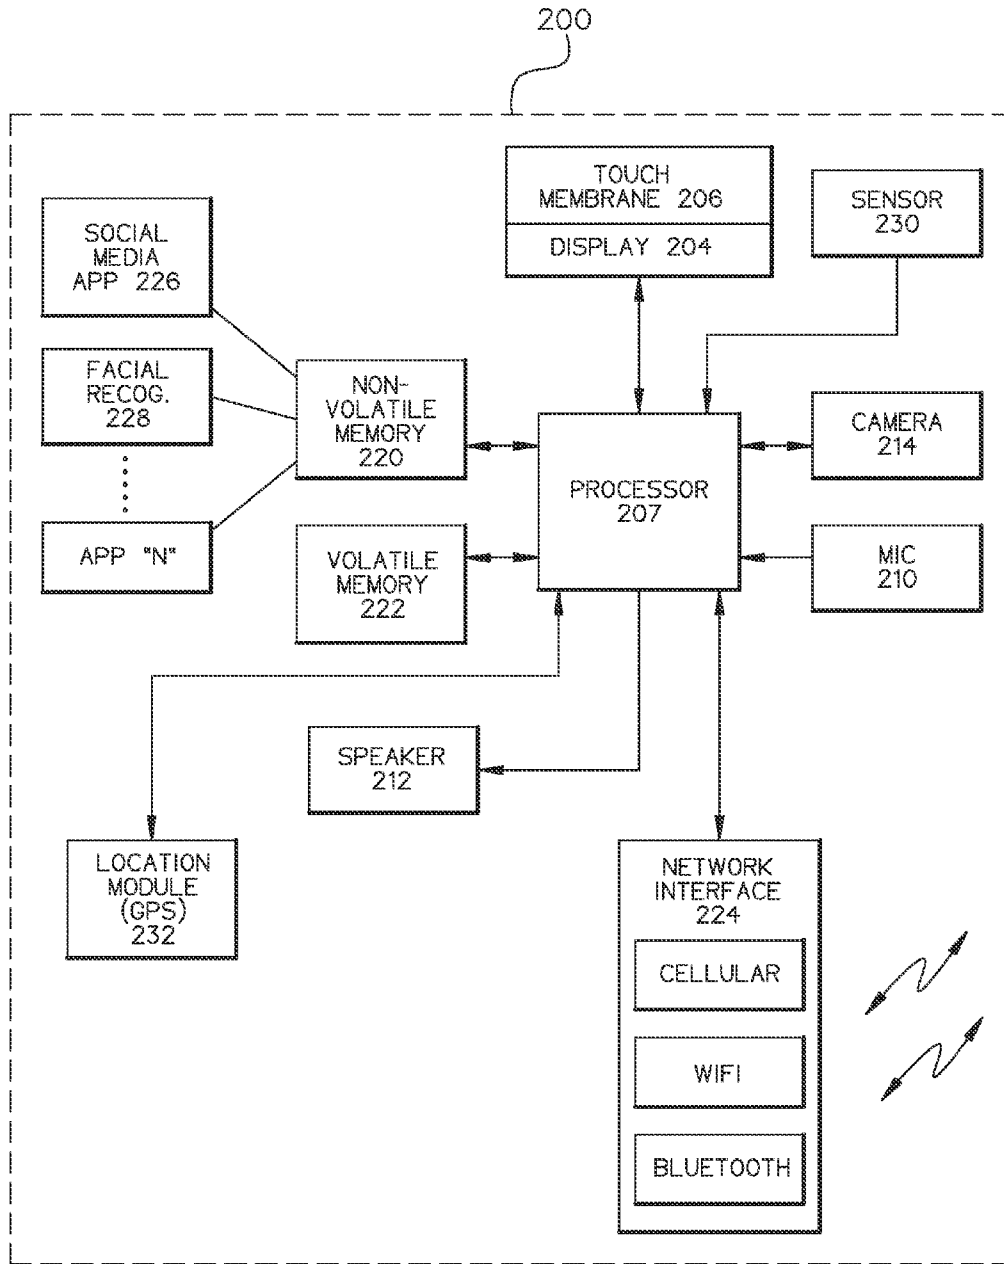 200
TOUCH
MEMBRANE 206
DISPLAY 204
SENSOR
230
SOCIAL
MEDIA
APP 226
FACIAL
RECOG.
228
APP "N"
NON-
VOLATILE
MEMORY
220
VOLATILE
MEMORY
222
PROCESSOR
207
CAMERA
214
MIC
210
SPEAKER
212
LOCATION
MODULE
(GPS)
232
NETWORK
INTERFACE
224
CELLULAR
WIFI
BLUETOOTH